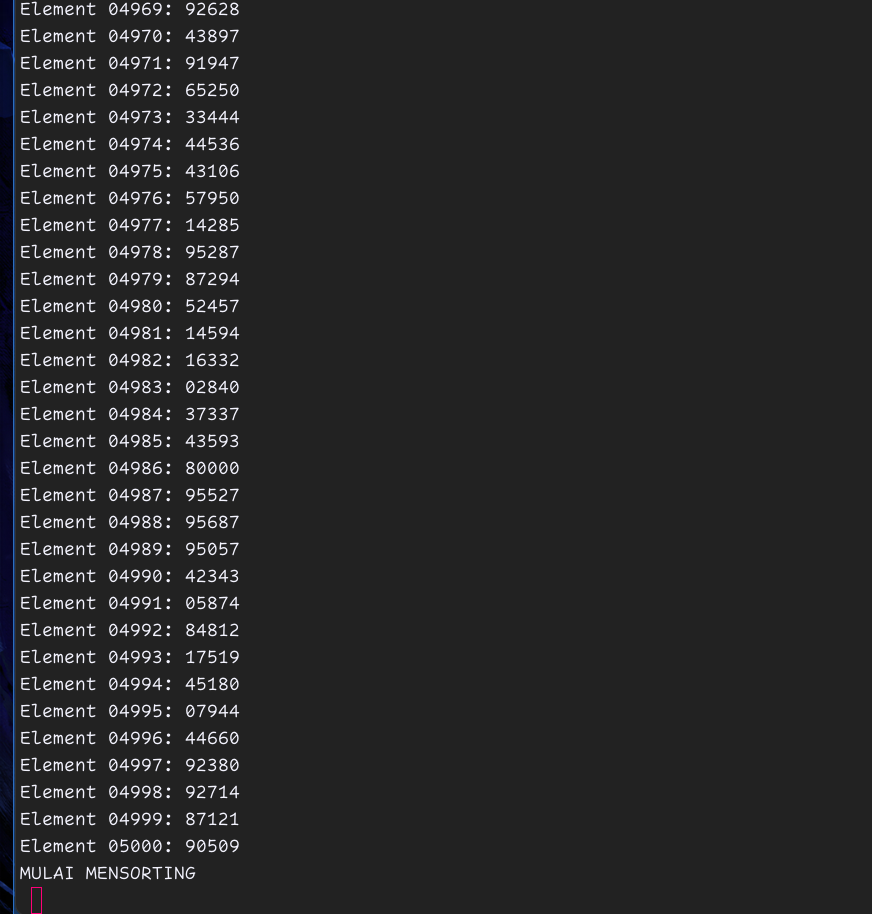 Element 04969: 92628
Element 04970: 43897
Element 04971: 91947
Element 04972: 65250
Element 04973: 33444
Element 04974: 44536
Element 04975: 43106
Element 04976: 57950
Element 04977: 14285
Element 04978: 95287
Element 04979: 87294
Element 04980: 52457
Element 04981: 14594
Element 04982: 16332
Element 04983: 02840
Element 04984: 37337
Element 04985: 43593
Element 04986: 80000
Element 04987: 95527
Element 04988: 95687
Element 04989: 95057
Element 04990: 42343
Element 04991: 05874
Element 04992: 84812
Element 04993: 17519
Element 04994: 45180
Element 04995: 07944
Element 04996: 44660
Element 04997: 92380
Element 04998: 92714
Element 04999: 87121
Element 05000: 90509
MULAI MENSORTING